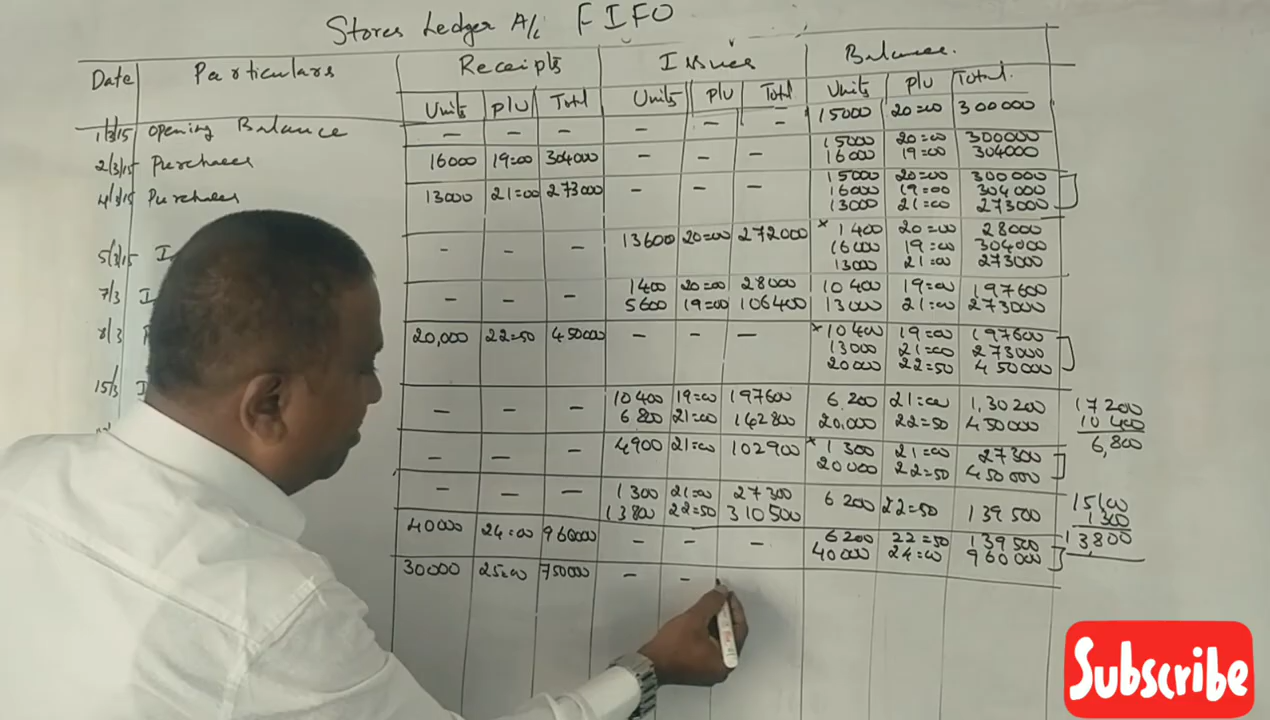 Stores Ledger A/c FIFO
Date Particulars Receipts Issues Balance.
Units P/U Total Units P/U Total Units P/U Total.
1/3/15 Opening Balance - - - - - - 15000 20=00 300000
2/3/15 Purchases 16000 19=00 304000 - - - 15000 20=00 300000
16000 19=00 304000
4/3/15 Purchases 13000 21=00 273000 - - - 15000 20=00 300000
16000 19=00 304000
13000 21=00 273000
5/3/15 I - - - 13600 20=00 272000 * 1400 20=00 28000
16000 19=00 304000
13000 21=00 273000
7/3 I - - - 1400 20=00 28000 10400 19=00 197600
5600 19=00 106400 13000 21=00 273000
8/3 20,000 22=50 450000 - - - *10400 19=00 197600
13000 21=00 273000
20000 22=50 450000
15/3 I - - - 10400 19=00 197600 6200 21=00 1,30200 17200
6800 21=00 142800 20,000 22=50 450000 10400
6,800
- - - 4900 21=00 102900 * 1300 21=00 27300
20000 22=50 450000
- - - 1300 21=00 27300 6200 22=50 139500 15100
13800 22=50 310500 1300
13800
40000 24=00 960000 - - - 6200 22=50 139500
40000 24=00 960000
30000 25=00 750000 - -
Subscribe